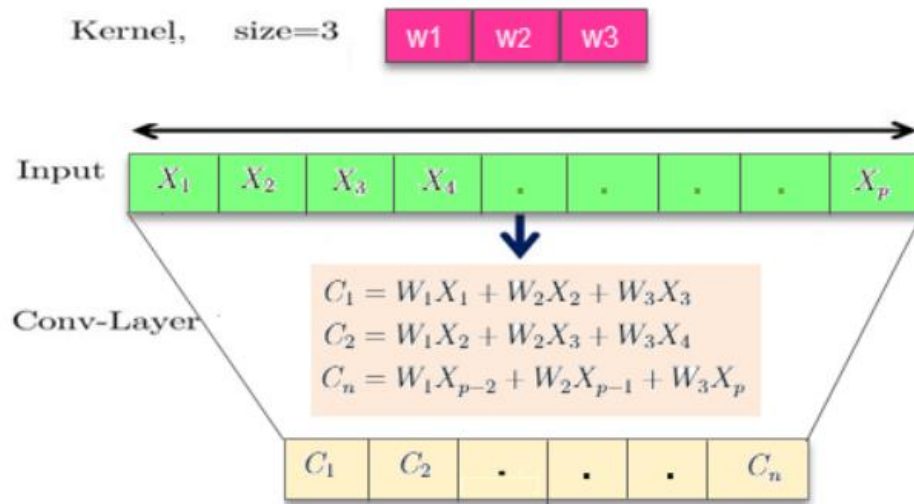 Kernel, size=3 w1 w2 w3
Input X₁ X₂ X₃ X₄ . . . . Xₚ
C₁ = W₁X₁ + W₂X₂ + W₃X₃
Conv-Layer
C₂ = W₁X₂ + W₂X₃ + W₃X₄
Cₙ = W₁Xₚ₋₂ + W₂Xₚ₋₁ + W₃Xₚ
C₁ C₂ . . . Cₙ